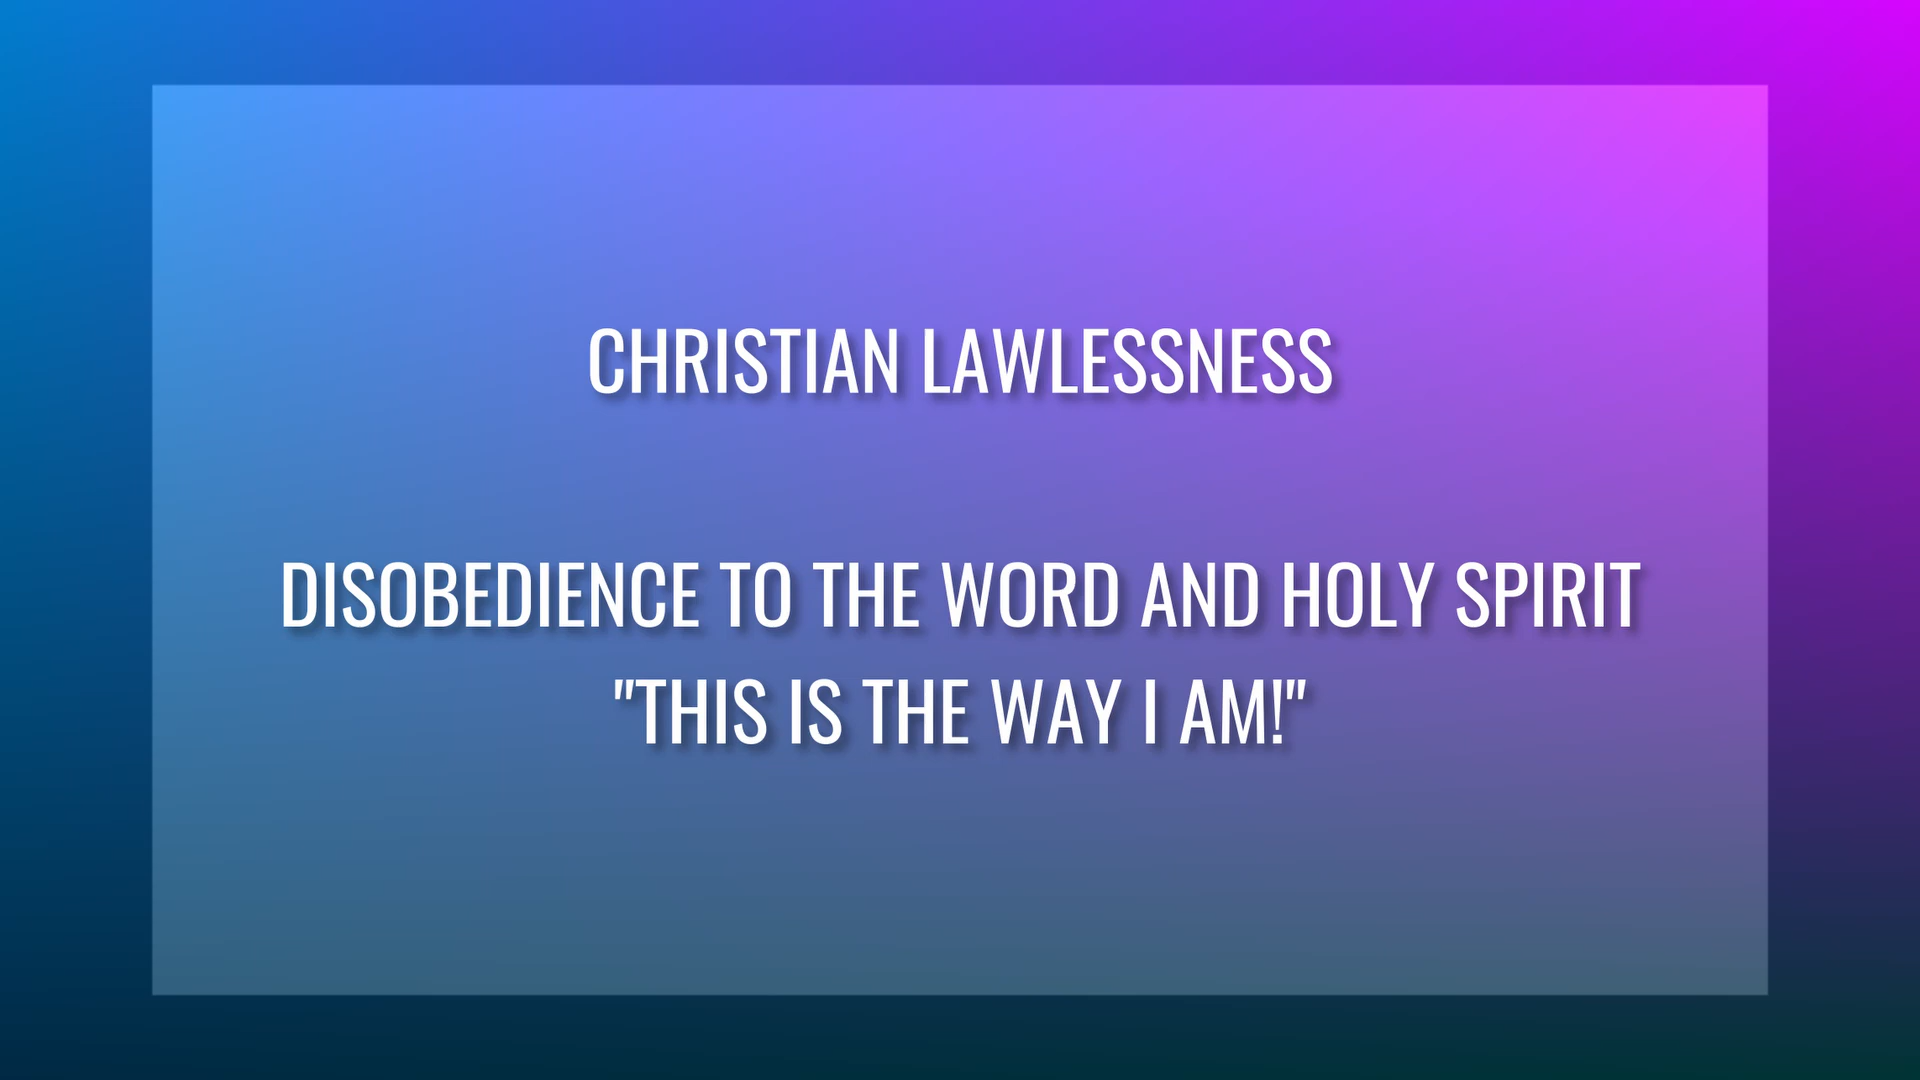 CHRISTIAN LAWLESSNESS
DISOBEDIENCE TO THE WORD AND HOLY SPIRIT
"THIS IS THE WAY I AM!"